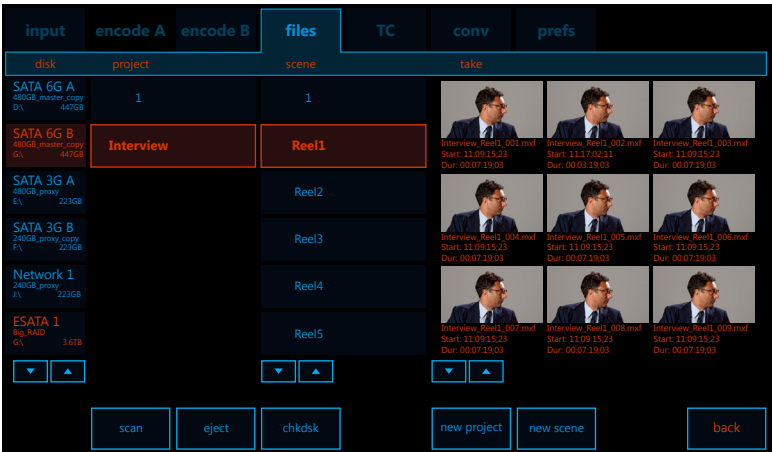 input encode A encode B files TC conv prefs
disk project scene take
SATA 6G A
480GB_master_copy
D:\ 447GB
1
1
SATA 6G B
480GB_master_copy
G:\ 447GB
Interview
Reel1
SATA 3G A
480GB_proxy
E:\ 223GB
Reel2
SATA 3G B
240GB_proxy_copy
F:\ 223GB
Reel3
Network 1
240GB_proxy
J:\ 223GB
Reel4
ESATA 1
Big_RAID
G:\ 3.6TB
Reel5
Interview_Reel1_001.mxf
Start: 11:09:15;23
Dur: 00:07:19;03
Interview_Reel1_002.mxf
Start: 11:17:02;11
Dur: 00:03:19;03
Interview_Reel1_003.mxf
Start: 11:09:15;23
Dur: 00:07:19;03
Interview_Reel1_004.mxf
Start: 11:09:15;23
Dur: 00:07:19;03
Interview_Reel1_005.mxf
Start: 11:09:15;23
Dur: 00:07:19;03
Interview_Reel1_006.mxf
Start: 11:09:15;23
Dur: 00:07:19;03
Interview_Reel1_007.mxf
Start: 11:09:15;23
Dur: 00:07:19;03
Interview_Reel1_008.mxf
Start: 11:09:15;23
Dur: 00:07:19;03
Interview_Reel1_009.mxf
Start: 11:09:15;23
Dur: 00:07:19;03
scan eject chkdsk new project new scene back